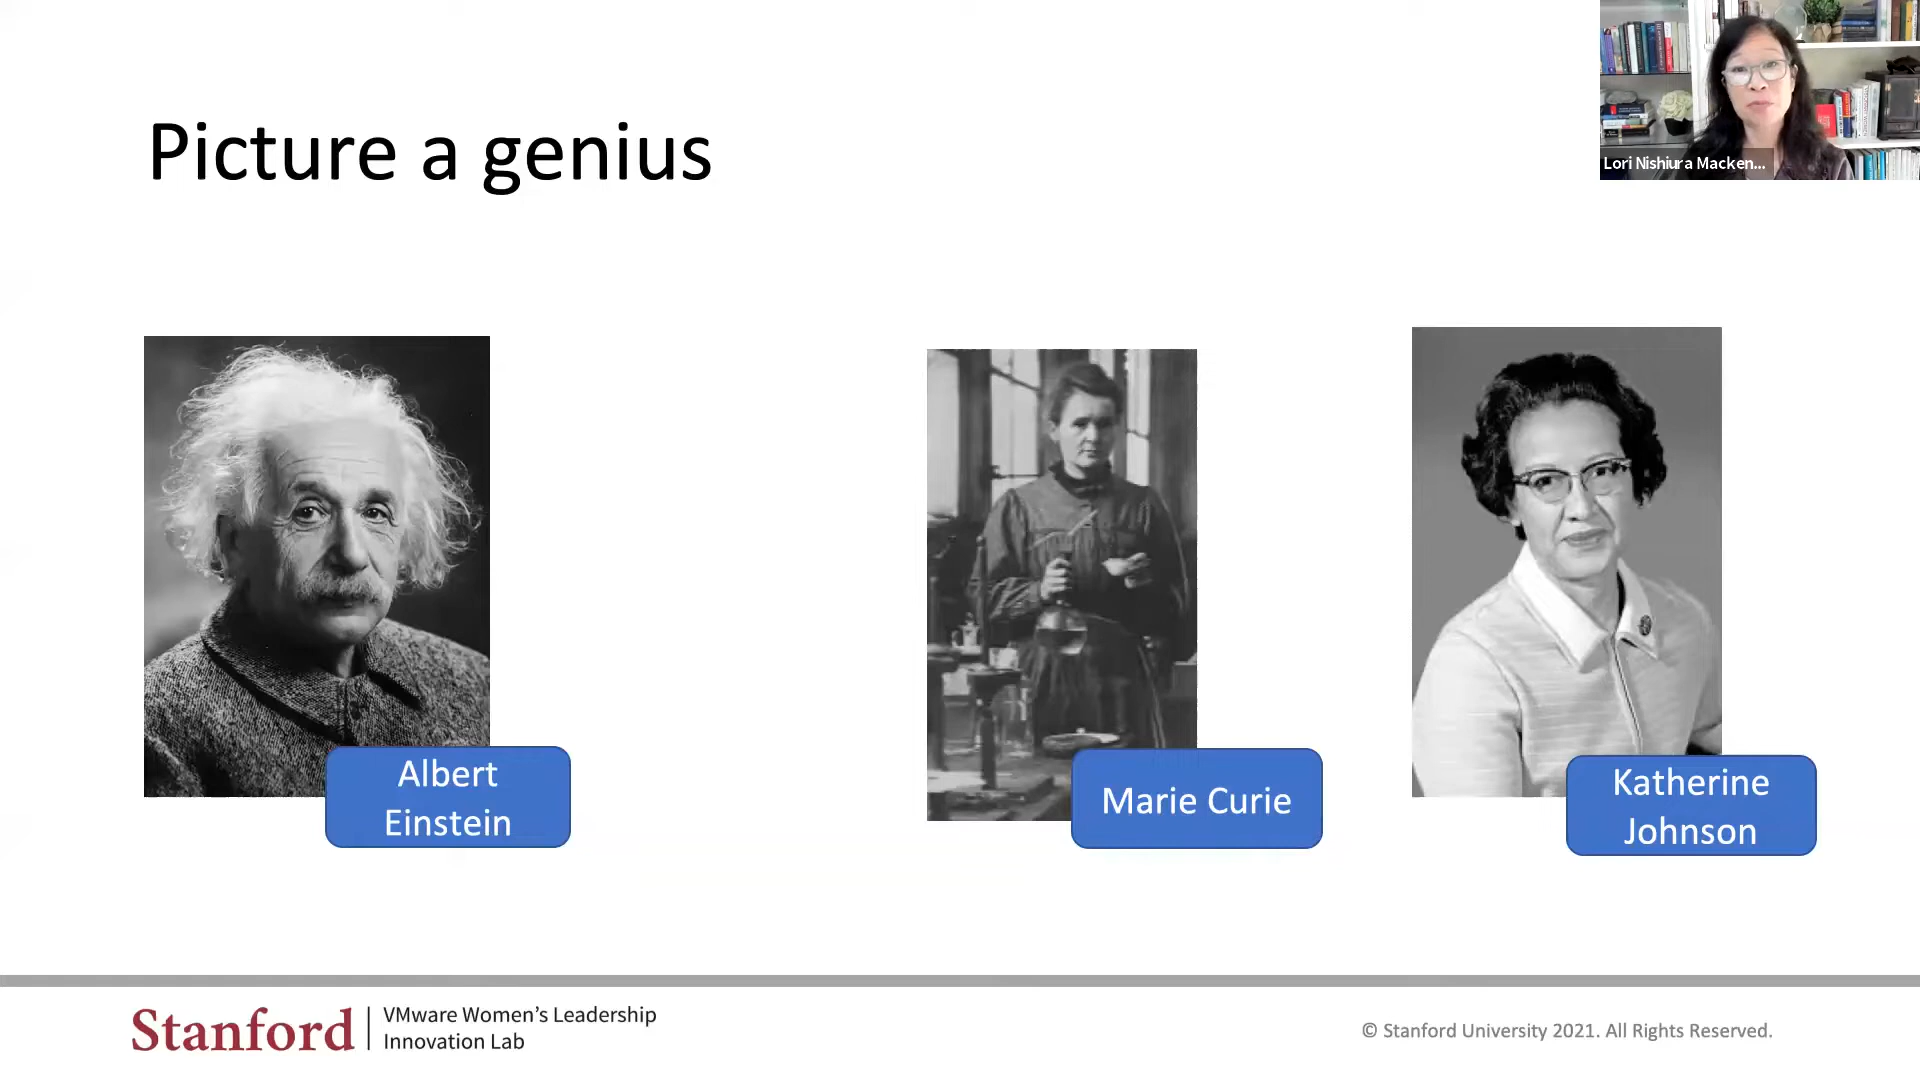 Picture a genius
Lori Nishiura Macken...
Albert
Einstein
Marie Curie
Katherine
Johnson
Stanford
VMware Women's Leadership
Innovation Lab
© Stanford University 2021. All Rights Reserved.